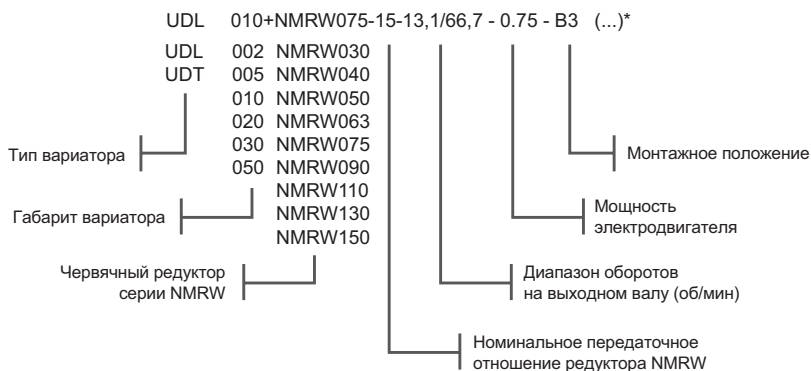 UDL 010+NMRW075-15-13,1/66,7 - 0.75 - B3 (...)*
UDL 002 NMRW030
UDT 005 NMRW040
010 NMRW050
020 NMRW063
030 NMRW075
050 NMRW090
NMRW110
NMRW130
NMRW150
Тип вариатора
Монтажное положение
Габарит вариатора
Мощность
электродвигателя
Червячный редуктор
серии NMRW
Диапазон оборотов
на выходном валу (об/мин)
Номинальное передаточное
отношение редуктора NMRW